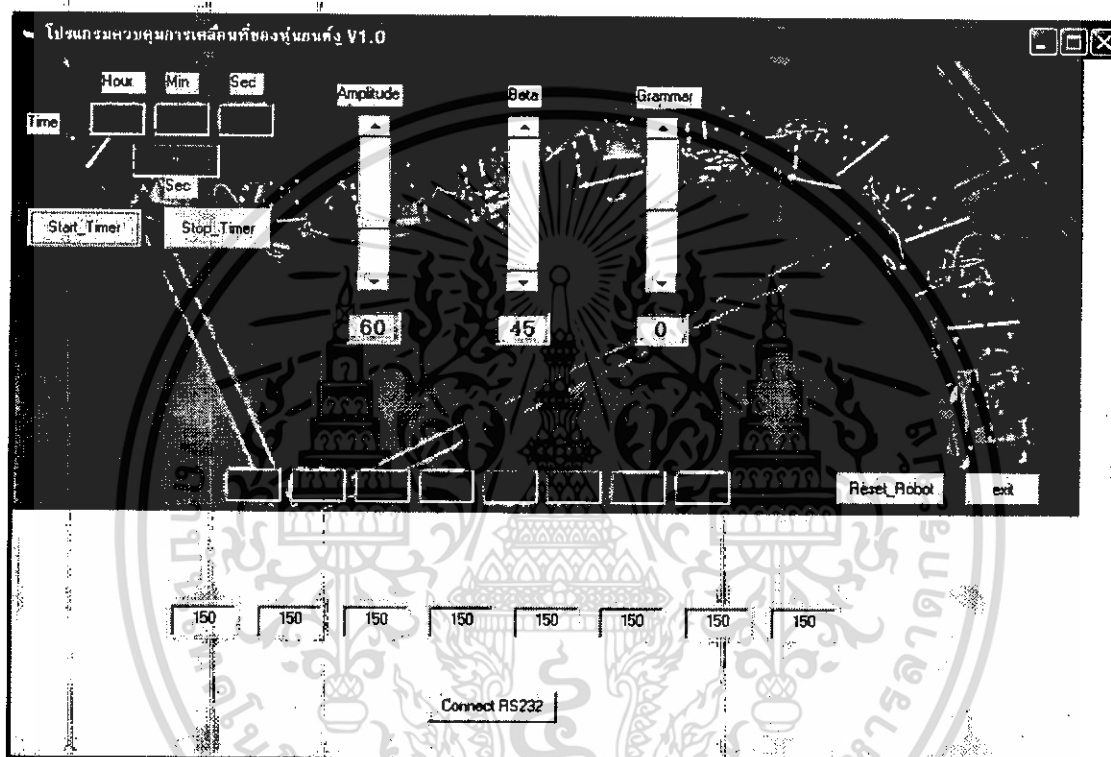 โปรแกรมควบคุมการเคลื่อนที่ของหุ่นยนต์งู V1.0
Hour Min Sec
Time
Sec
Start_Timer Stop_Timer
Amplitude Beta Grammar
60 45 0
Reset_Robot exit
150 150 150 150 150 150 150 150
Connect RS232